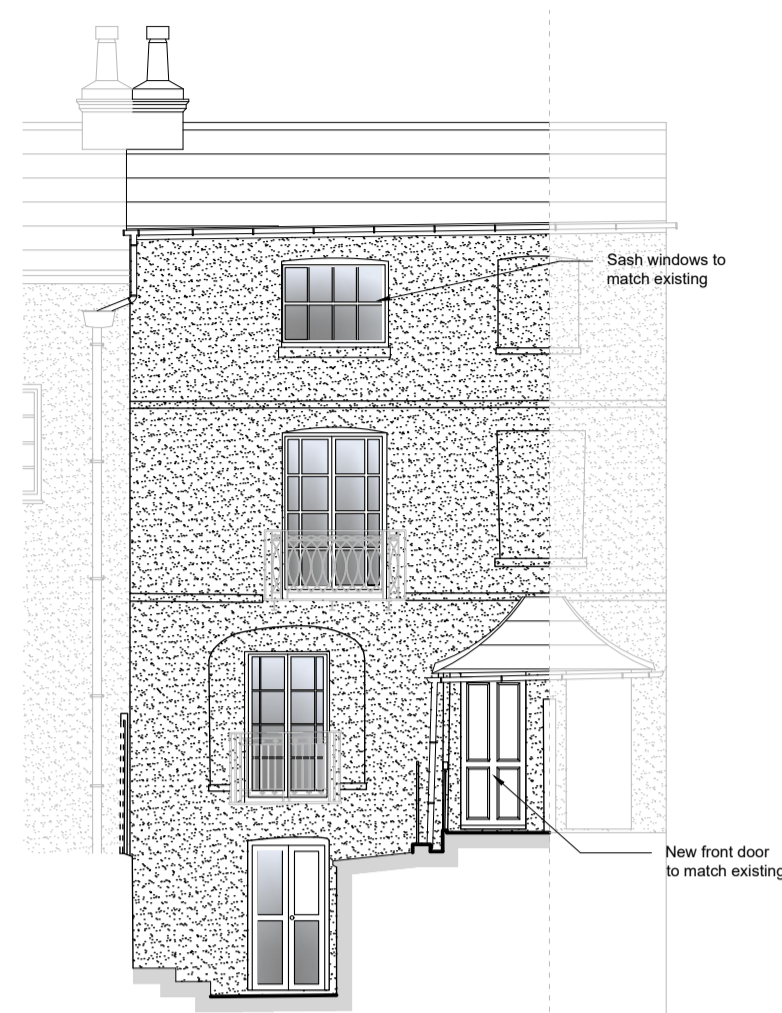 Sash windows to
match existing
New front door
to match existing